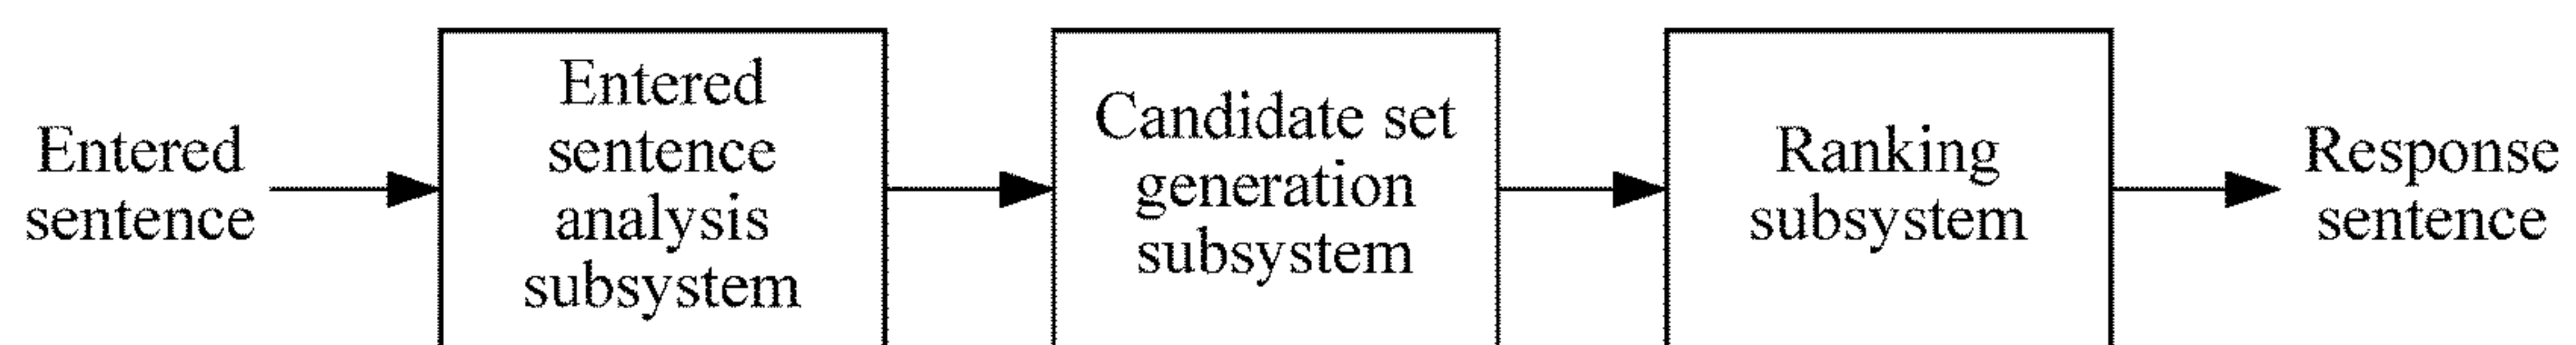 Entered
sentence
Entered
sentence
analysis
subsystem
Candidate set
generation
subsystem
Ranking
subsystem
Response
sentence